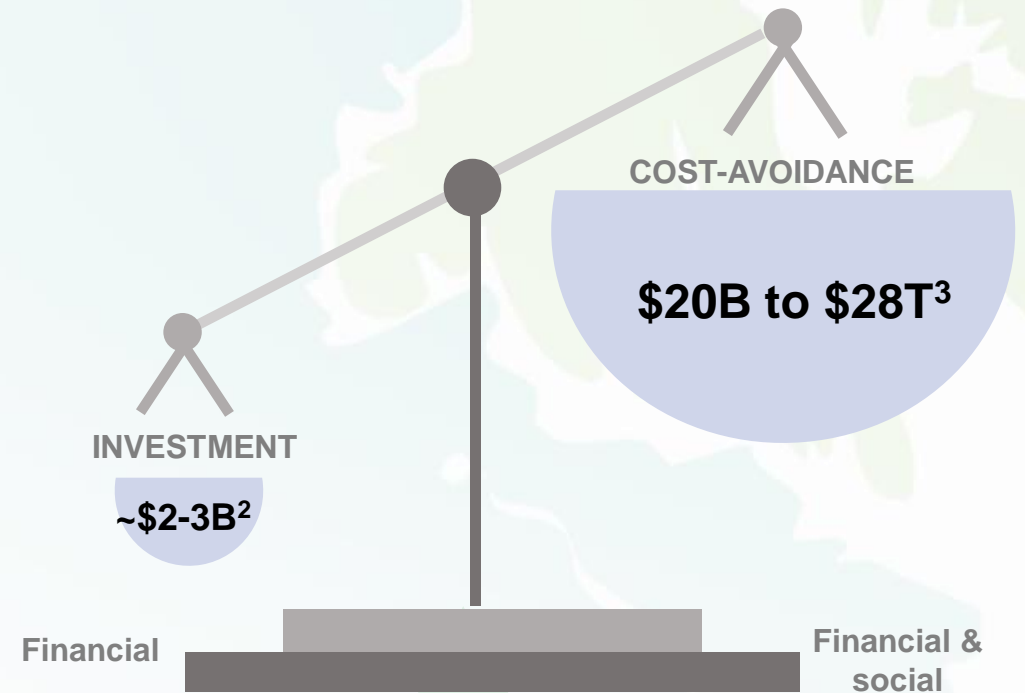 COST-AVOIDANCE
$20B to $28T³
INVESTMENT
~$2-3B²
Financial
Financial &
social